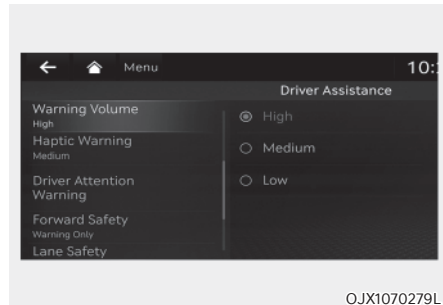 Menu
10:
Driver Assistance
Warning Volume
High
Haptic Warning
Medium
Driver Attention
Warning
Forward Safety
Warning Only
Lane Safety
High
Medium
Low
OJX1070279L